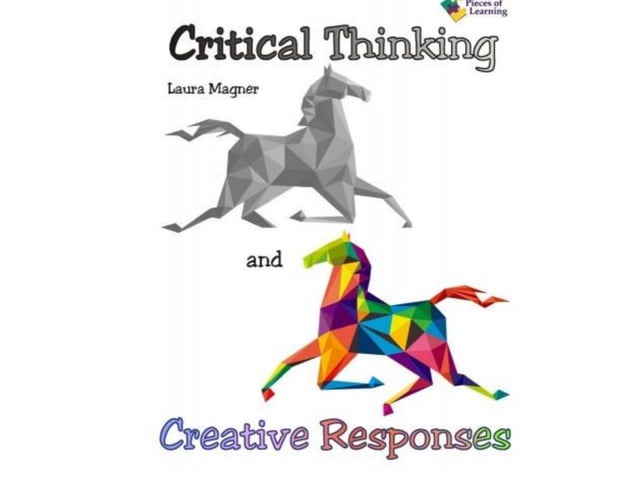 Pieces of
Learning
Critical Thinking
Laura Magner
and
Creative Responses